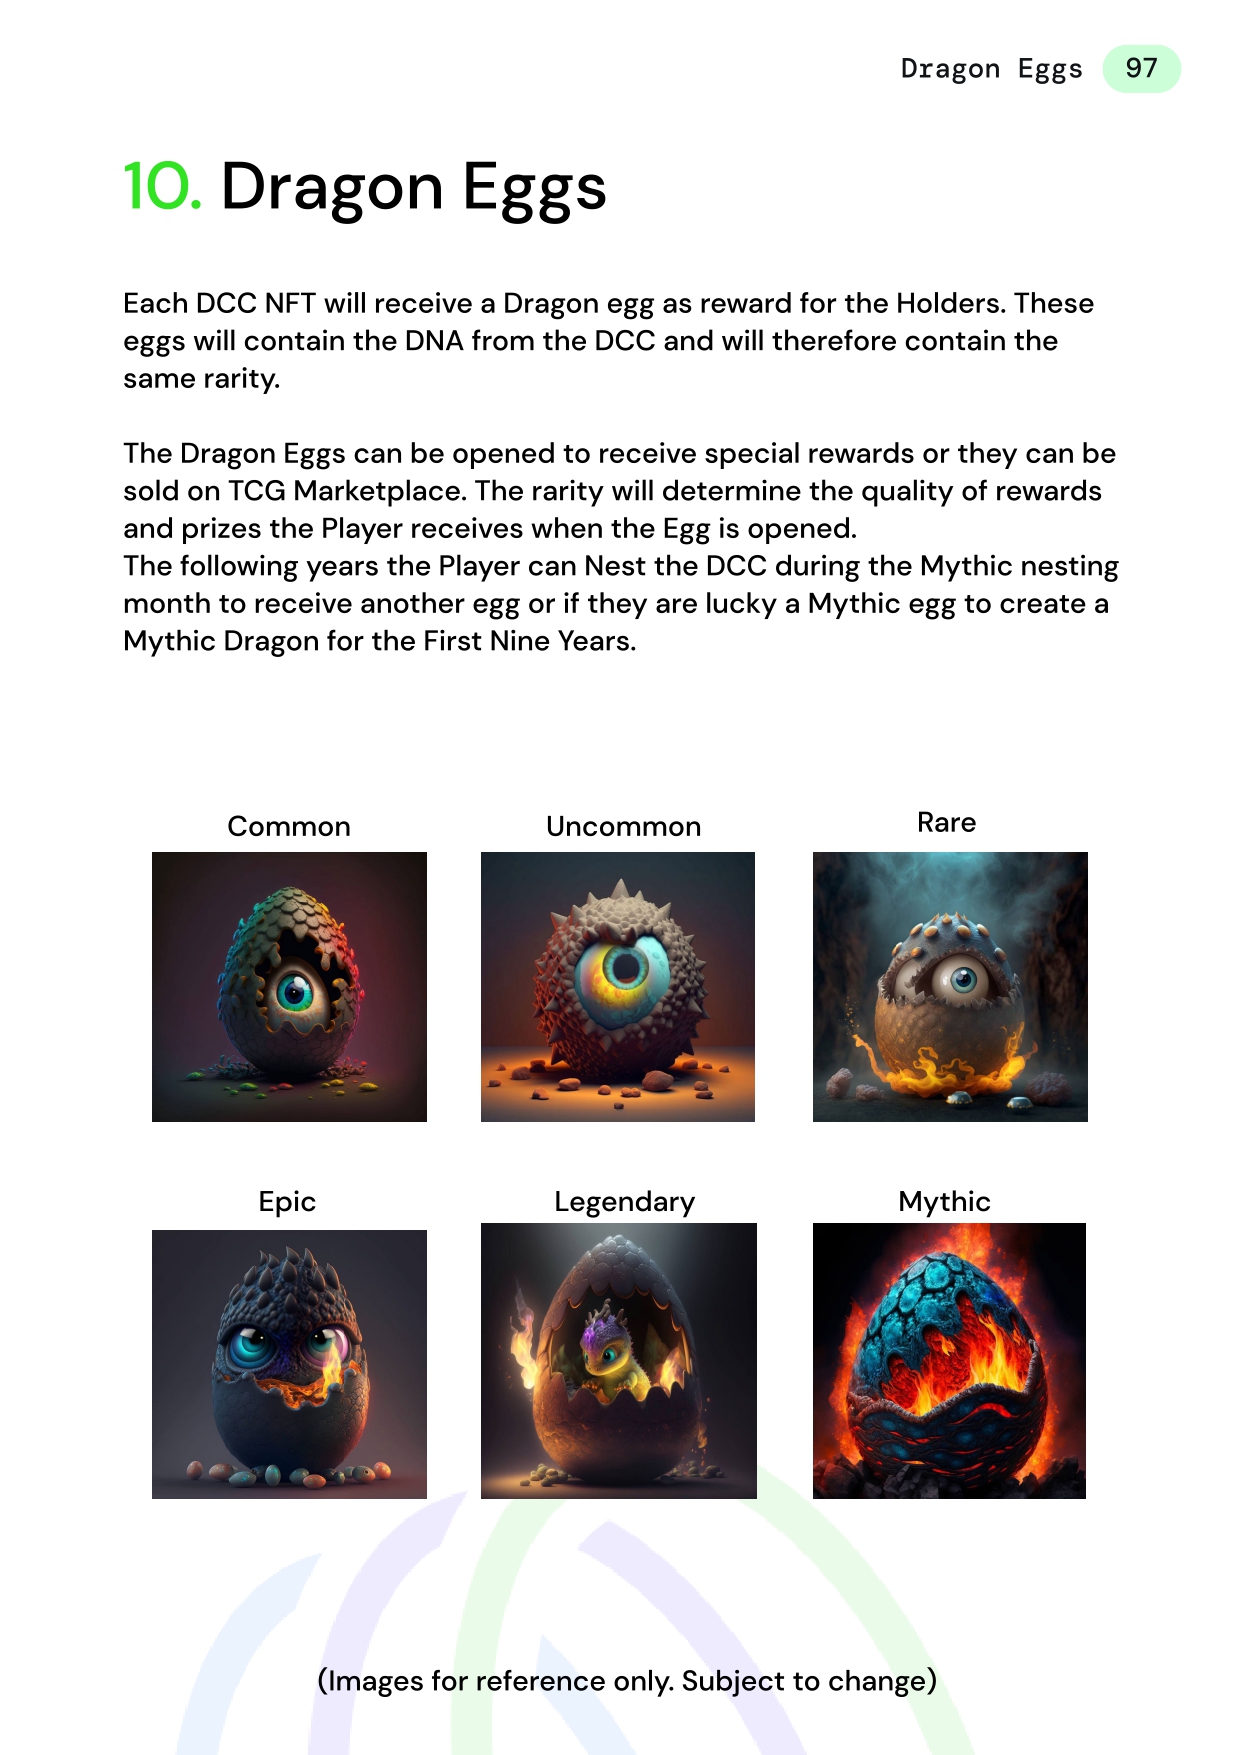 Dragon Eggs 97
10. Dragon Eggs
Each DCC NFT will receive a Dragon egg as reward for the Holders. These
eggs will contain the DNA from the DCC and will therefore contain the
same rarity.
The Dragon Eggs can be opened to receive special rewards or they can be
sold on TCG Marketplace. The rarity will determine the quality of rewards
and prizes the Player receives when the Egg is opened.
The following years the Player can Nest the DCC during the Mythic nesting
month to receive another egg or if they are lucky a Mythic egg to create a
Mythic Dragon for the First Nine Years.
Common Uncommon Rare
Epic Legendary Mythic
(Images for reference only. Subject to change)